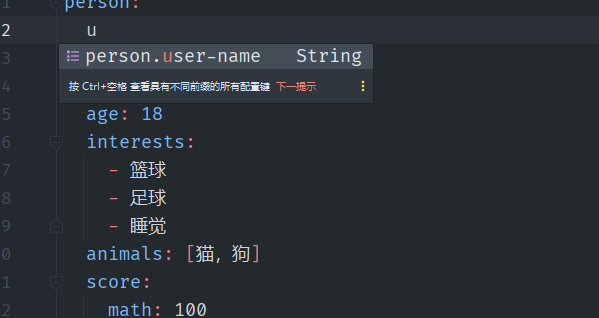 1 person:
2 u
person.user-name String
按 Ctrl+空格 查看具有不同前缀的所有配置键 下一提示
3
4
5 age: 18
6 interests:
7 - 篮球
8 - 足球
9 - 睡觉
0 animals: [猫, 狗]
1 score:
2 math: 100